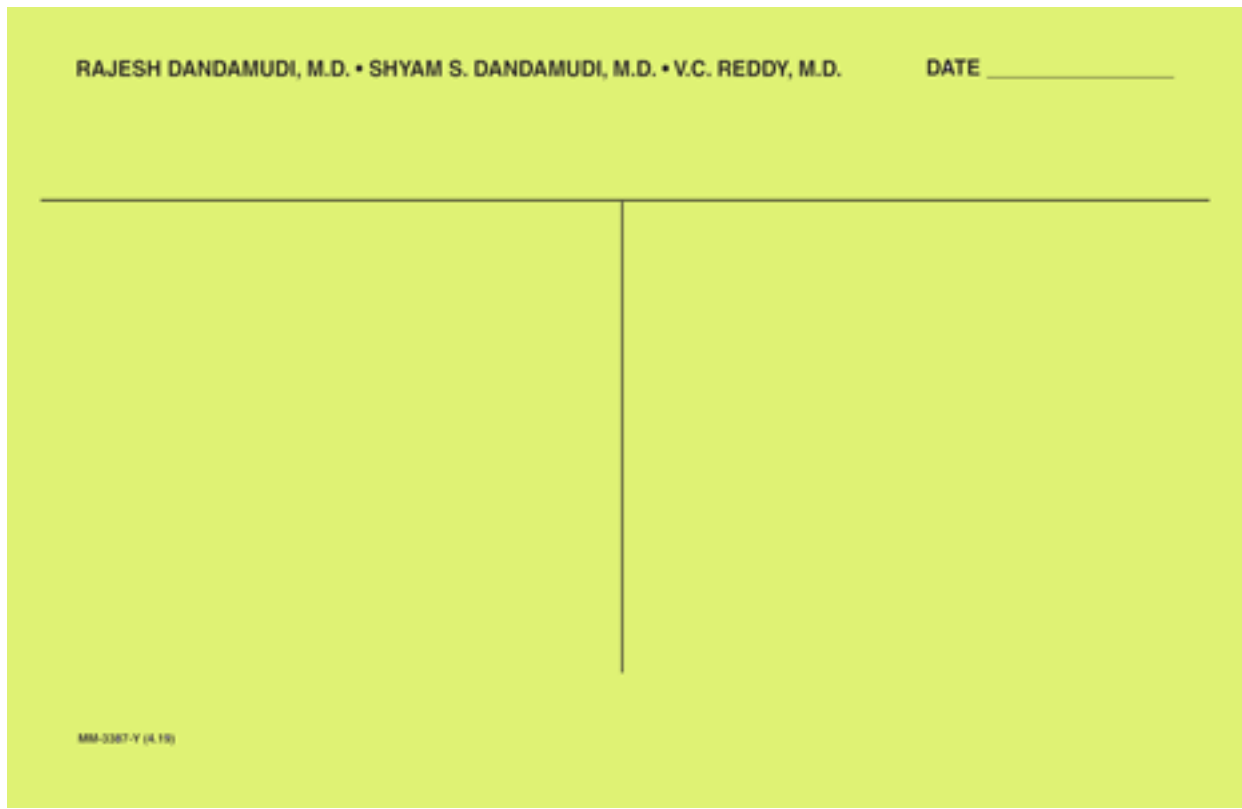 RAJESH DANDAMUDI, M.D. • SHYAM S. DANDAMUDI, M.D. • V.C. REDDY, M.D. DATE
MM-3387-Y (4.19)